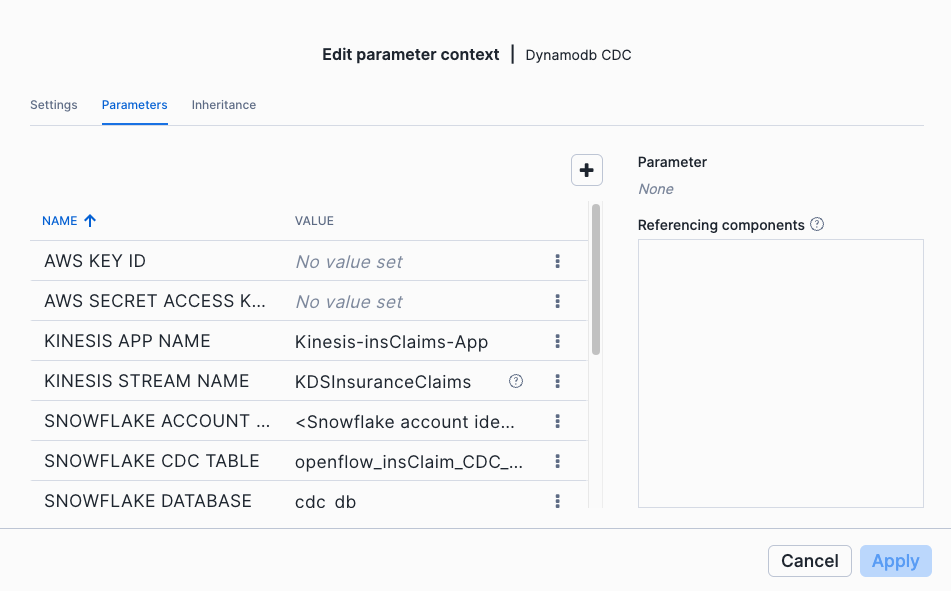 Edit parameter context | Dynamodb CDC
Settings Parameters Inheritance
Parameter
None
NAME VALUE
Referencing components
AWS KEY ID No value set
AWS SECRET ACCESS K... No value set
KINESIS APP NAME Kinesis-insClaims-App
KINESIS STREAM NAME KDSInsuranceClaims
SNOWFLAKE ACCOUNT ... <Snowflake account ide...
SNOWFLAKE CDC TABLE openflow_insClaim_CDC_...
SNOWFLAKE DATABASE cdc_db
Cancel Apply